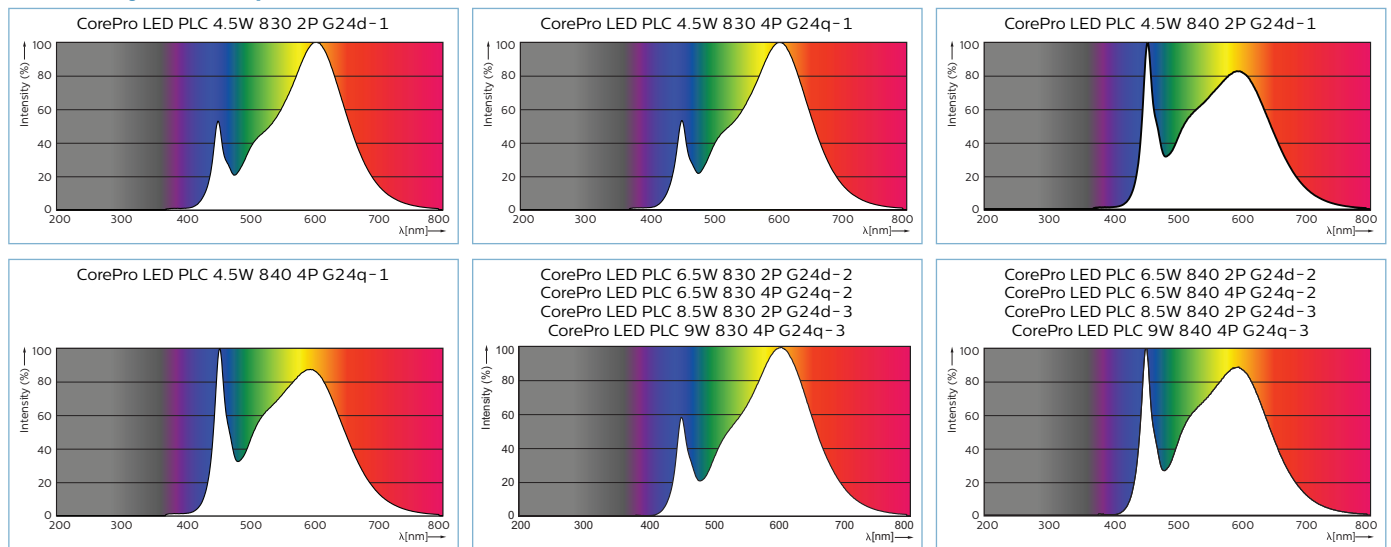 CorePro LED PLC 4.5W 830 2P G24d-1
Intensity (%)
100
80
60
40
20
0
200 300 400 500 600 700 800
λ[nm]
CorePro LED PLC 4.5W 830 4P G24q-1
Intensity (%)
100
80
60
40
20
0
200 300 400 500 600 700 800
λ[nm]
CorePro LED PLC 4.5W 840 2P G24d-1
Intensity (%)
100
80
60
40
20
0
200 300 400 500 600 700 800
λ[nm]
CorePro LED PLC 4.5W 840 4P G24q-1
Intensity (%)
100
80
60
40
20
0
200 300 400 500 600 700 800
λ[nm]
CorePro LED PLC 6.5W 830 2P G24d-2
CorePro LED PLC 6.5W 830 4P G24q-2
CorePro LED PLC 8.5W 830 2P G24d-3
CorePro LED PLC 9W 830 4P G24q-3
Intensity (%)
100
80
60
40
20
0
200 300 400 500 600 700 800
λ[nm]
CorePro LED PLC 6.5W 840 2P G24d-2
CorePro LED PLC 6.5W 840 4P G24q-2
CorePro LED PLC 8.5W 840 2P G24d-3
CorePro LED PLC 9W 840 4P G24q-3
Intensity (%)
100
80
60
40
20
0
200 300 400 500 600 700 800
λ[nm]